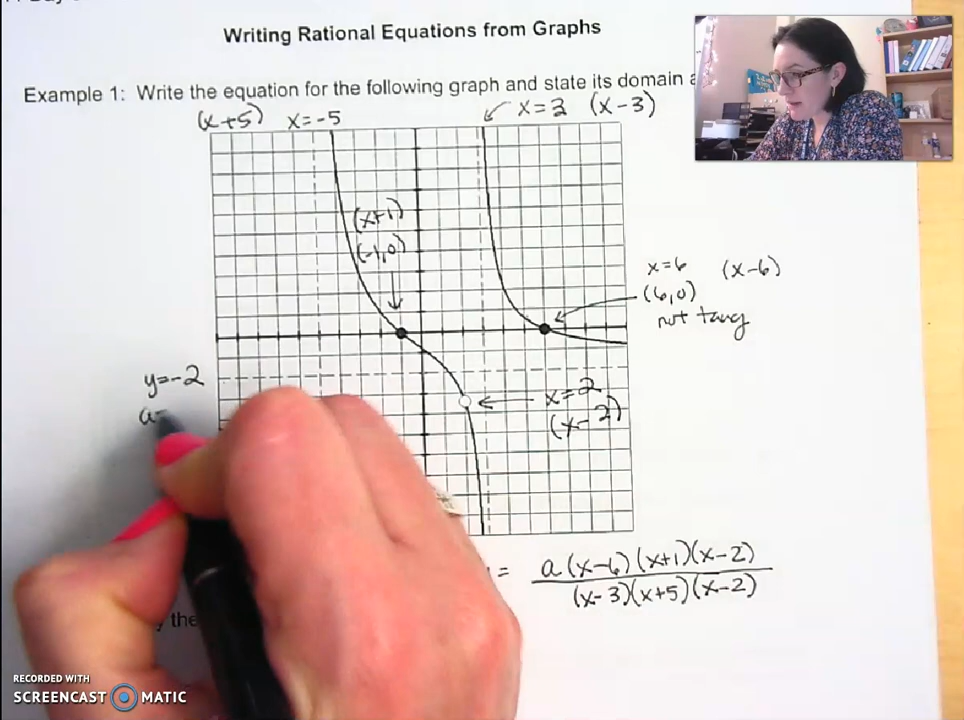 Writing Rational Equations from Graphs
Example 1: Write the equation for the following graph and state its domain a
(x+5) x=-5
x=3 (x-3)
(x+1)
(-1,0)
x=6 (x-6)
(6,0)
not tang
y=-2
a=
x=2
(x-2)
= a(x-6)(x+1)(x-2)
(x-3)(x+5)(x-2)
the
RECORDED WITH
SCREENCAST MATIC